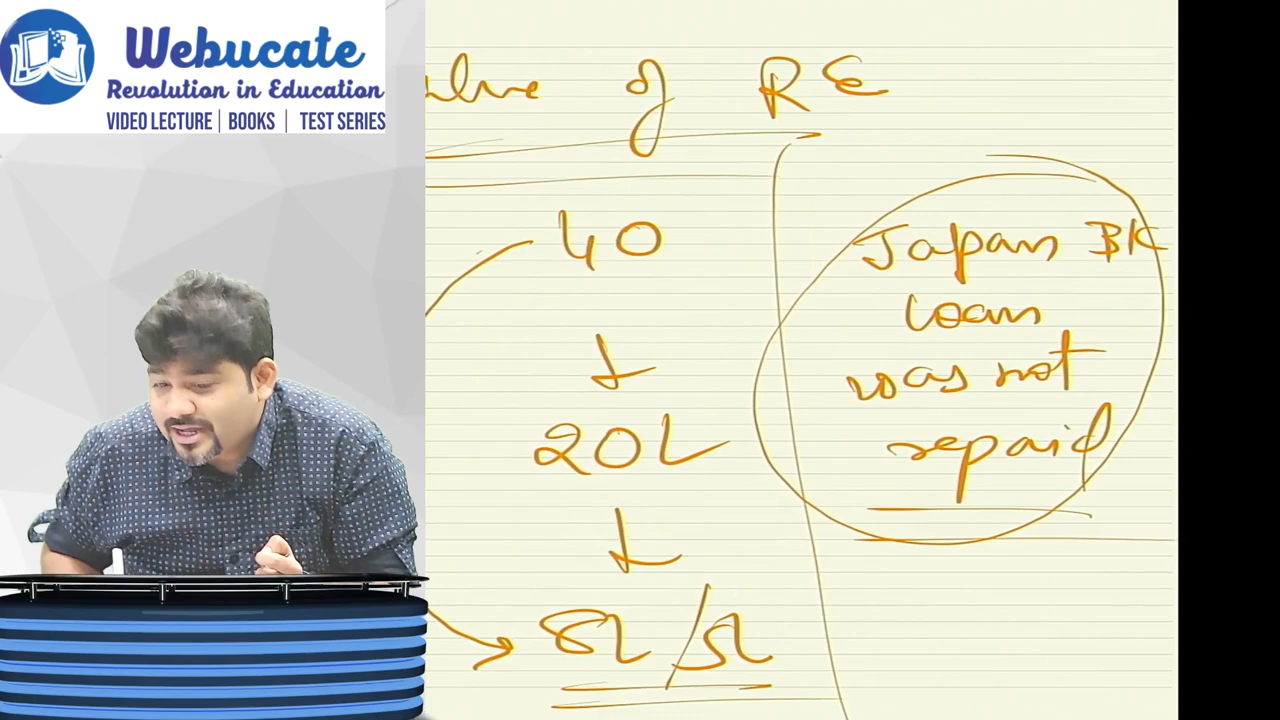 Webucate
Revolution in Education
VIDEO LECTURE | BOOKS | TEST SERIES
of RE
40
20L
8L/5L
Japan BK
loan
was not
repaid